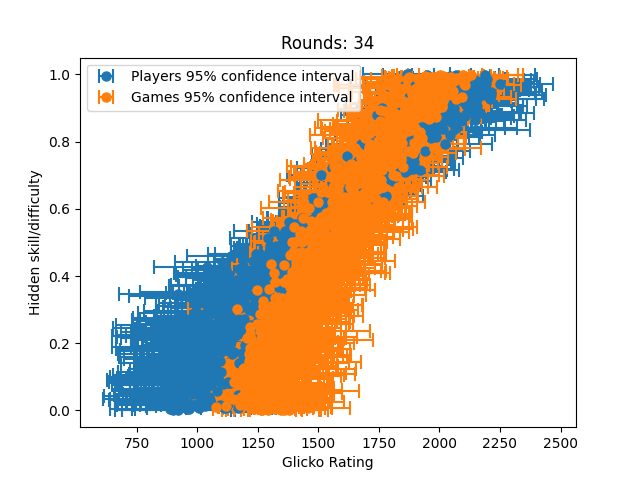 Rounds: 34
Players 95% confidence interval
Games 95% confidence interval
1.0
0.8
0.6
0.4
0.2
0.0
Hidden skill/difficulty
750 1000 1250 1500 1750 2000 2250 2500
Glicko Rating